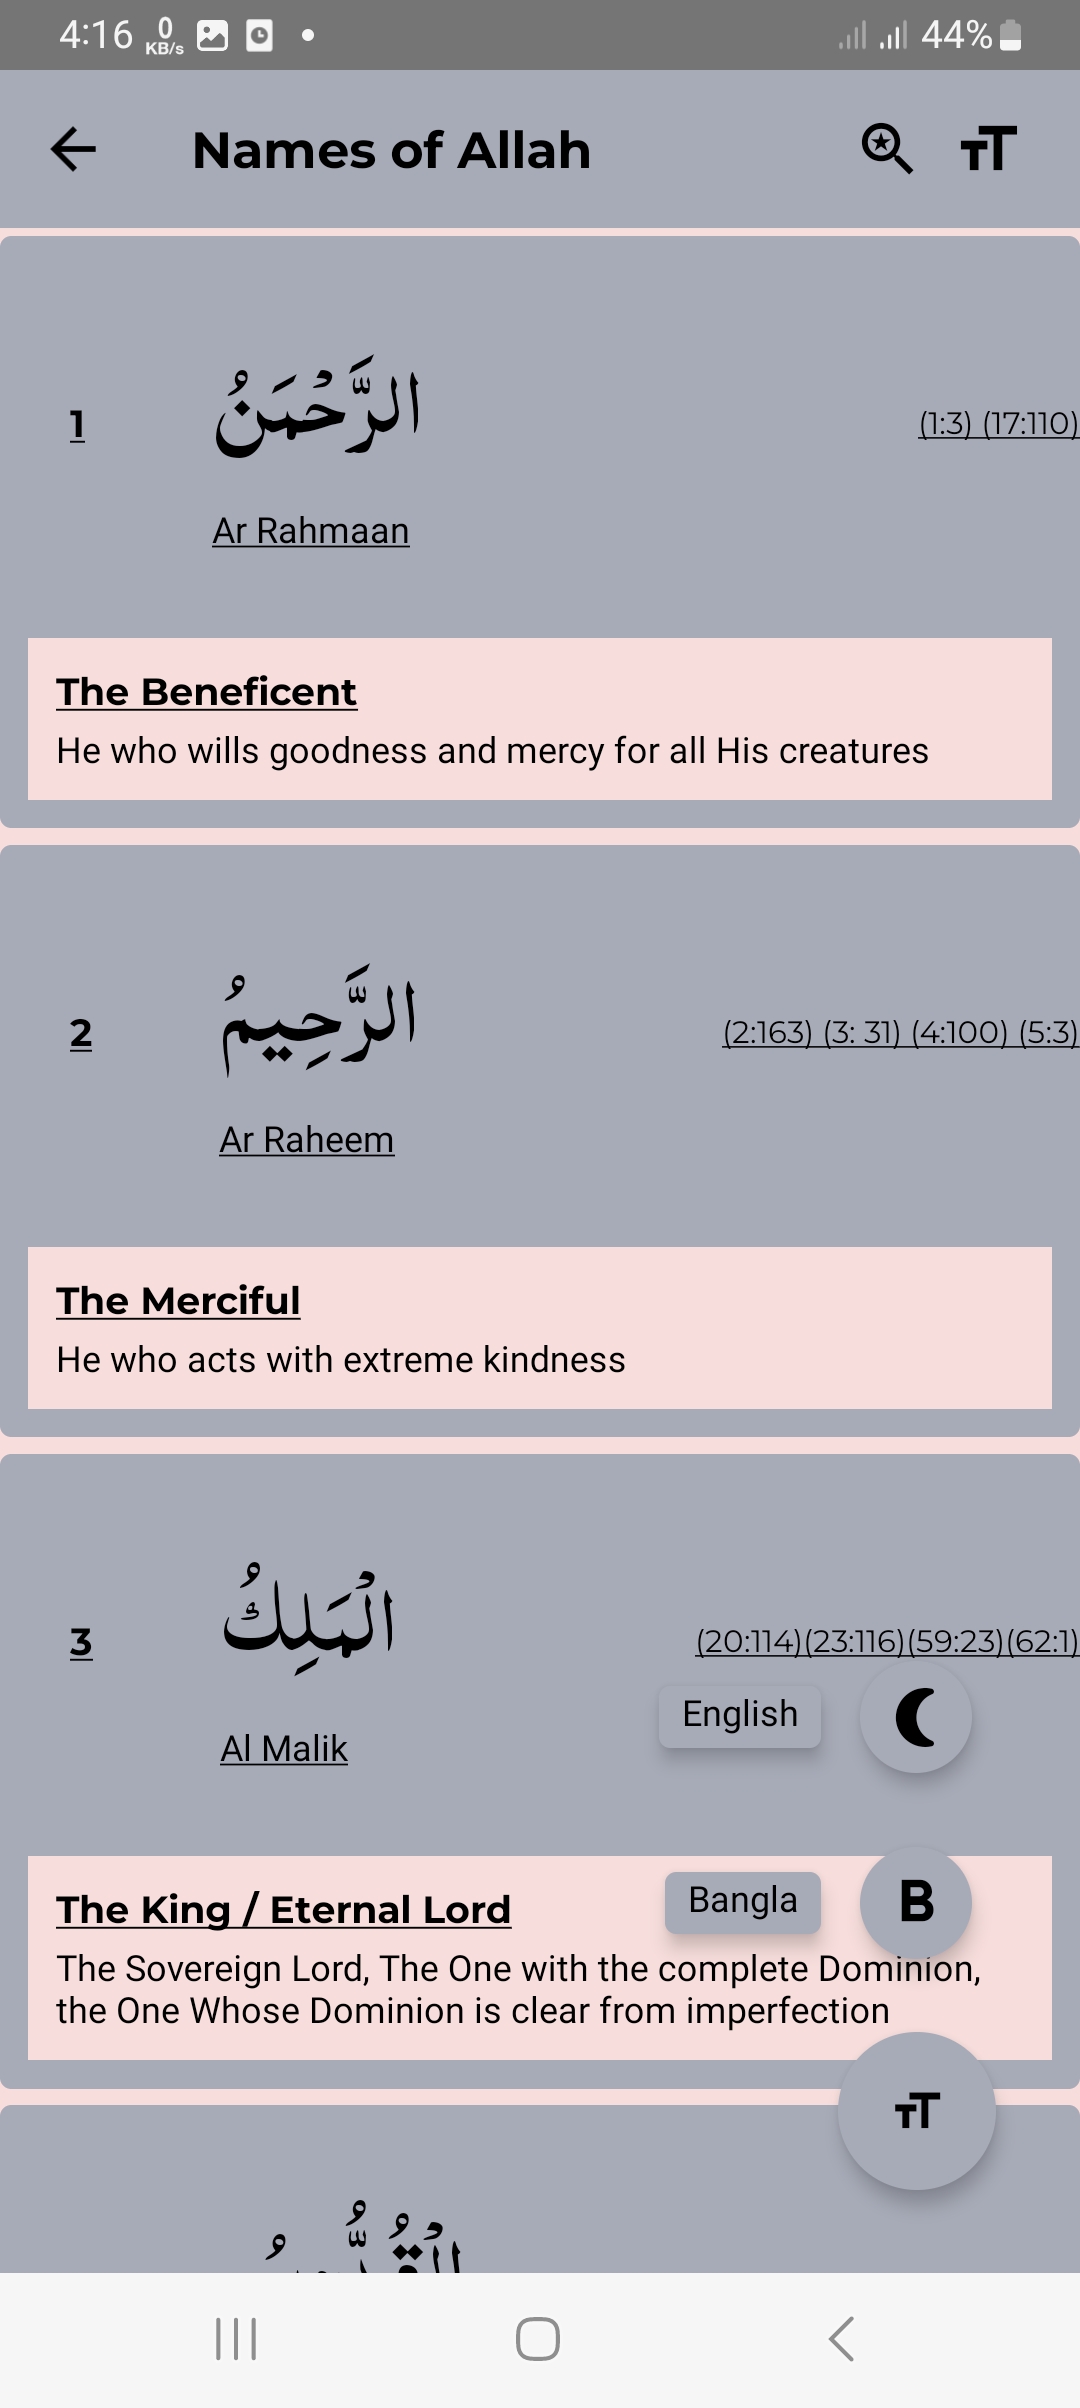 4:16 0 KB/s 44%
Names of Allah
الرَّحْمَنُ
1 (1:3) (17:110)
Ar Rahmaan
The Beneficent
He who wills goodness and mercy for all His creatures
الرَّحِيمُ
2 (2:163) (3: 31) (4:100) (5:3)
Ar Raheem
The Merciful
He who acts with extreme kindness
الْمَلِكُ
3 (20:114)(23:116)(59:23)(62:1)
English
Al Malik
The King / Eternal Lord
Bangla B
The Sovereign Lord, The One with the complete Dominion,
the One Whose Dominion is clear from imperfection
TT